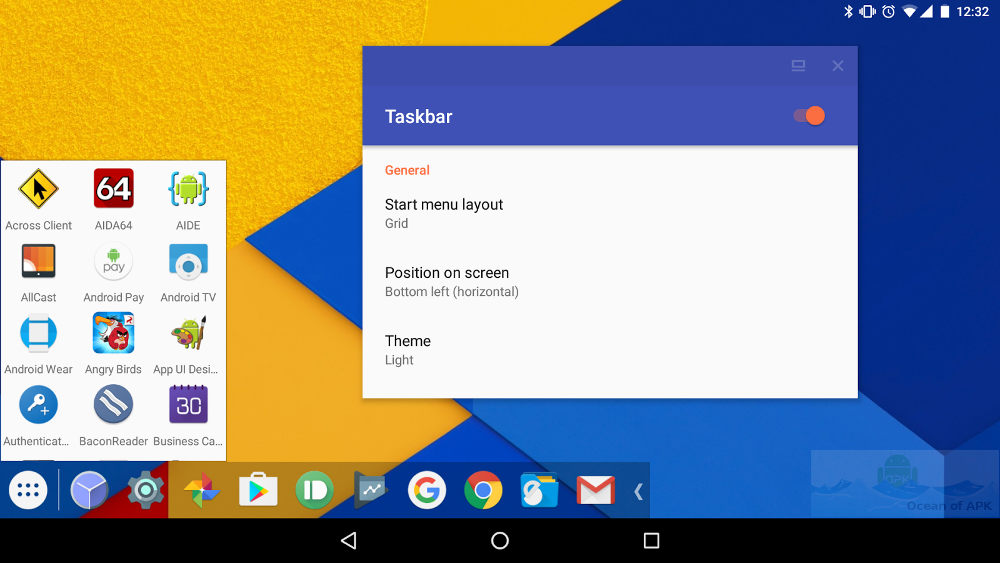 12:32
Taskbar
General
Start menu layout
Grid
Position on screen
Bottom left (horizontal)
Theme
Light
64
Across Client
AIDA64
AIDE
pay
AllCast
Android Pay
Android TV
Android Wear
Angry Birds
App UI Desi...
30
Authenticat...
BaconReader
Business Ca...
G
APK
Ocean of APK